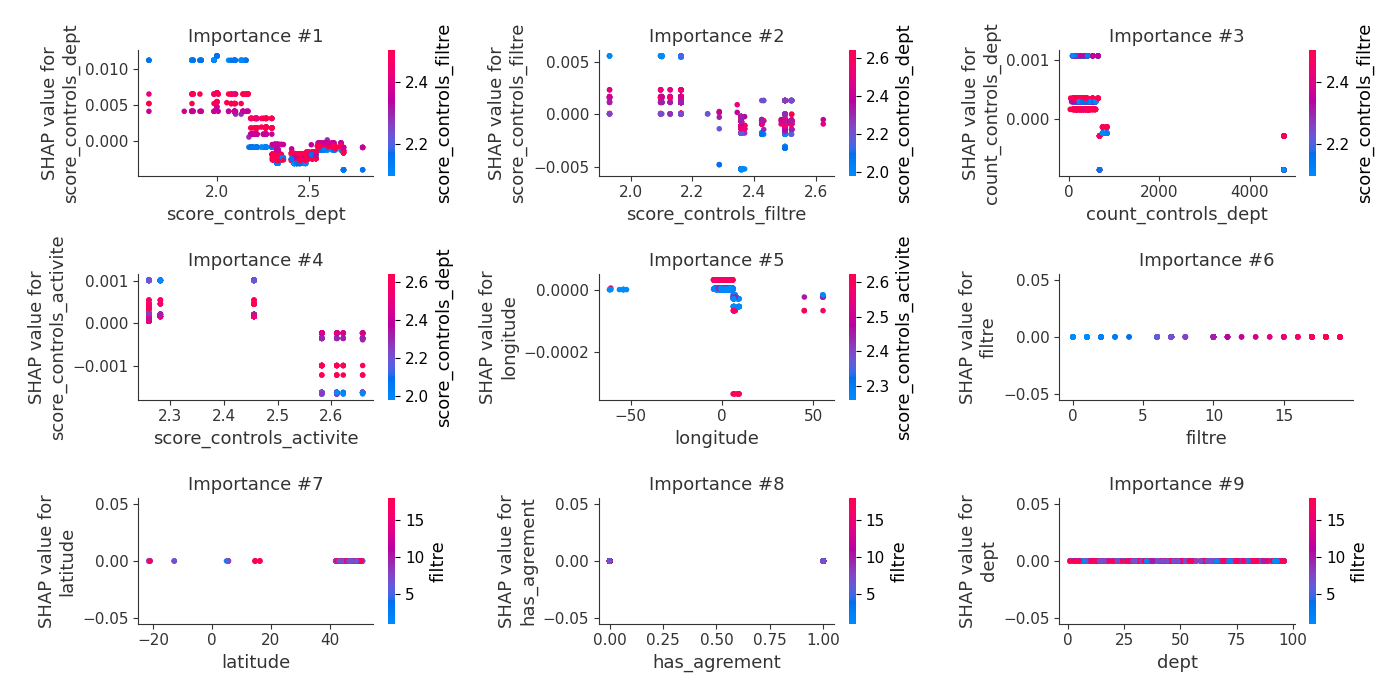 Importance #1
SHAP value for
score_controls_dept
0.010
0.005
0.000
2.0
2.5
score_controls_dept
2.4
2.2
score_controls_filtre
Importance #2
SHAP value for
score_controls_filtre
0.005
0.000
−0.005
2.0
2.2
2.4
2.6
score_controls_filtre
2.6
2.4
2.2
2.0
score_controls_dept
Importance #3
SHAP value for
count_controls_dept
0.001
0.000
0
2000
4000
count_controls_dept
2.4
2.2
score_controls_filtre
Importance #4
SHAP value for
score_controls_activite
0.001
0.000
−0.001
2.3
2.4
2.5
2.6
score_controls_activite
2.6
2.4
2.2
2.0
score_controls_dept
Importance #5
SHAP value for
longitude
0.0000
−0.0002
−50
0
50
longitude
2.6
2.5
2.4
2.3
score_controls_activite
Importance #6
SHAP value for
filtre
0.05
0.00
−0.05
0
5
10
15
filtre
Importance #7
SHAP value for
latitude
0.05
0.00
−0.05
−20
0
20
40
latitude
15
10
5
filtre
Importance #8
SHAP value for
has_agrement
0.05
0.00
−0.05
0.00
0.25
0.50
0.75
1.00
has_agrement
15
10
5
filtre
Importance #9
SHAP value for
dept
0.05
0.00
−0.05
0
25
50
75
100
dept
15
10
5
filtre